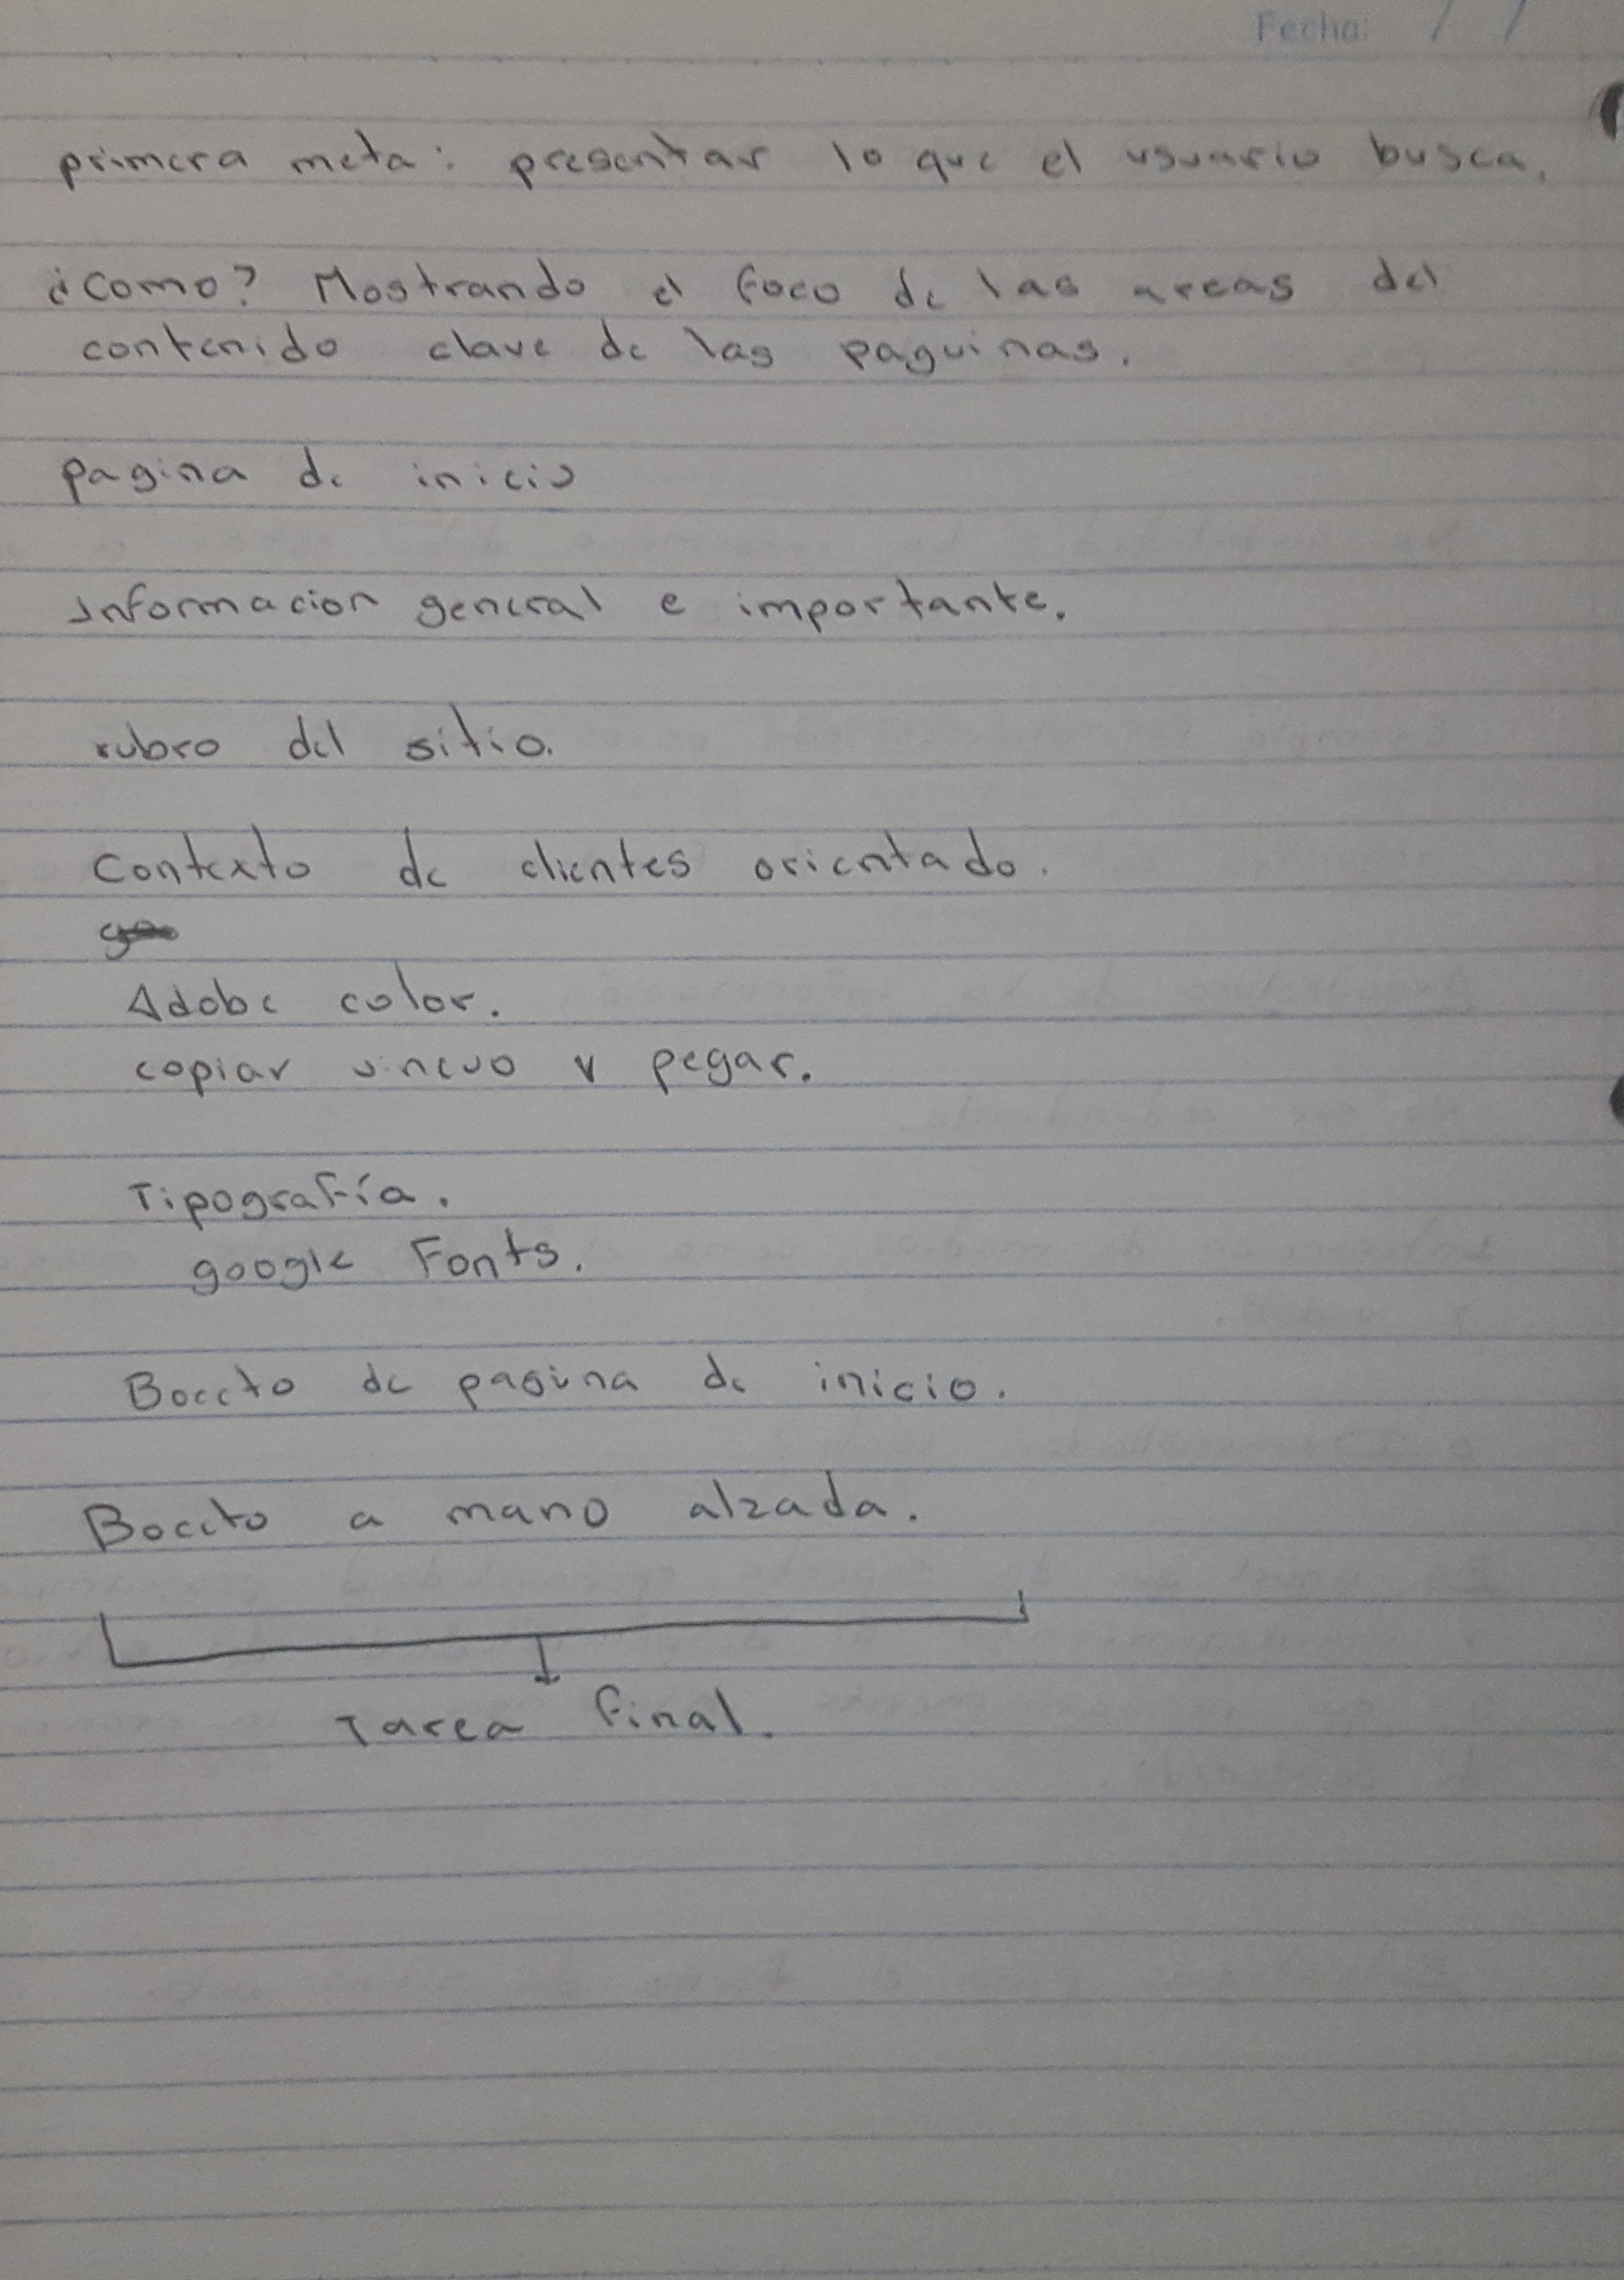 Fecha: / /
primera meta: presentar lo que el usuario busca.
¿como? Mostrando el foco de las areas del
contenido clave de las paguinas.
pagina de inicio
Informacion general e importante.
rubro del sitio.
Contexto de clientes orientado.
Adobe color.
copiar vincuo y pegar.
Tipografía.
google Fonts.
Boceto de pagina de inicio.
Boceto a mano alzada.
Tarea final.